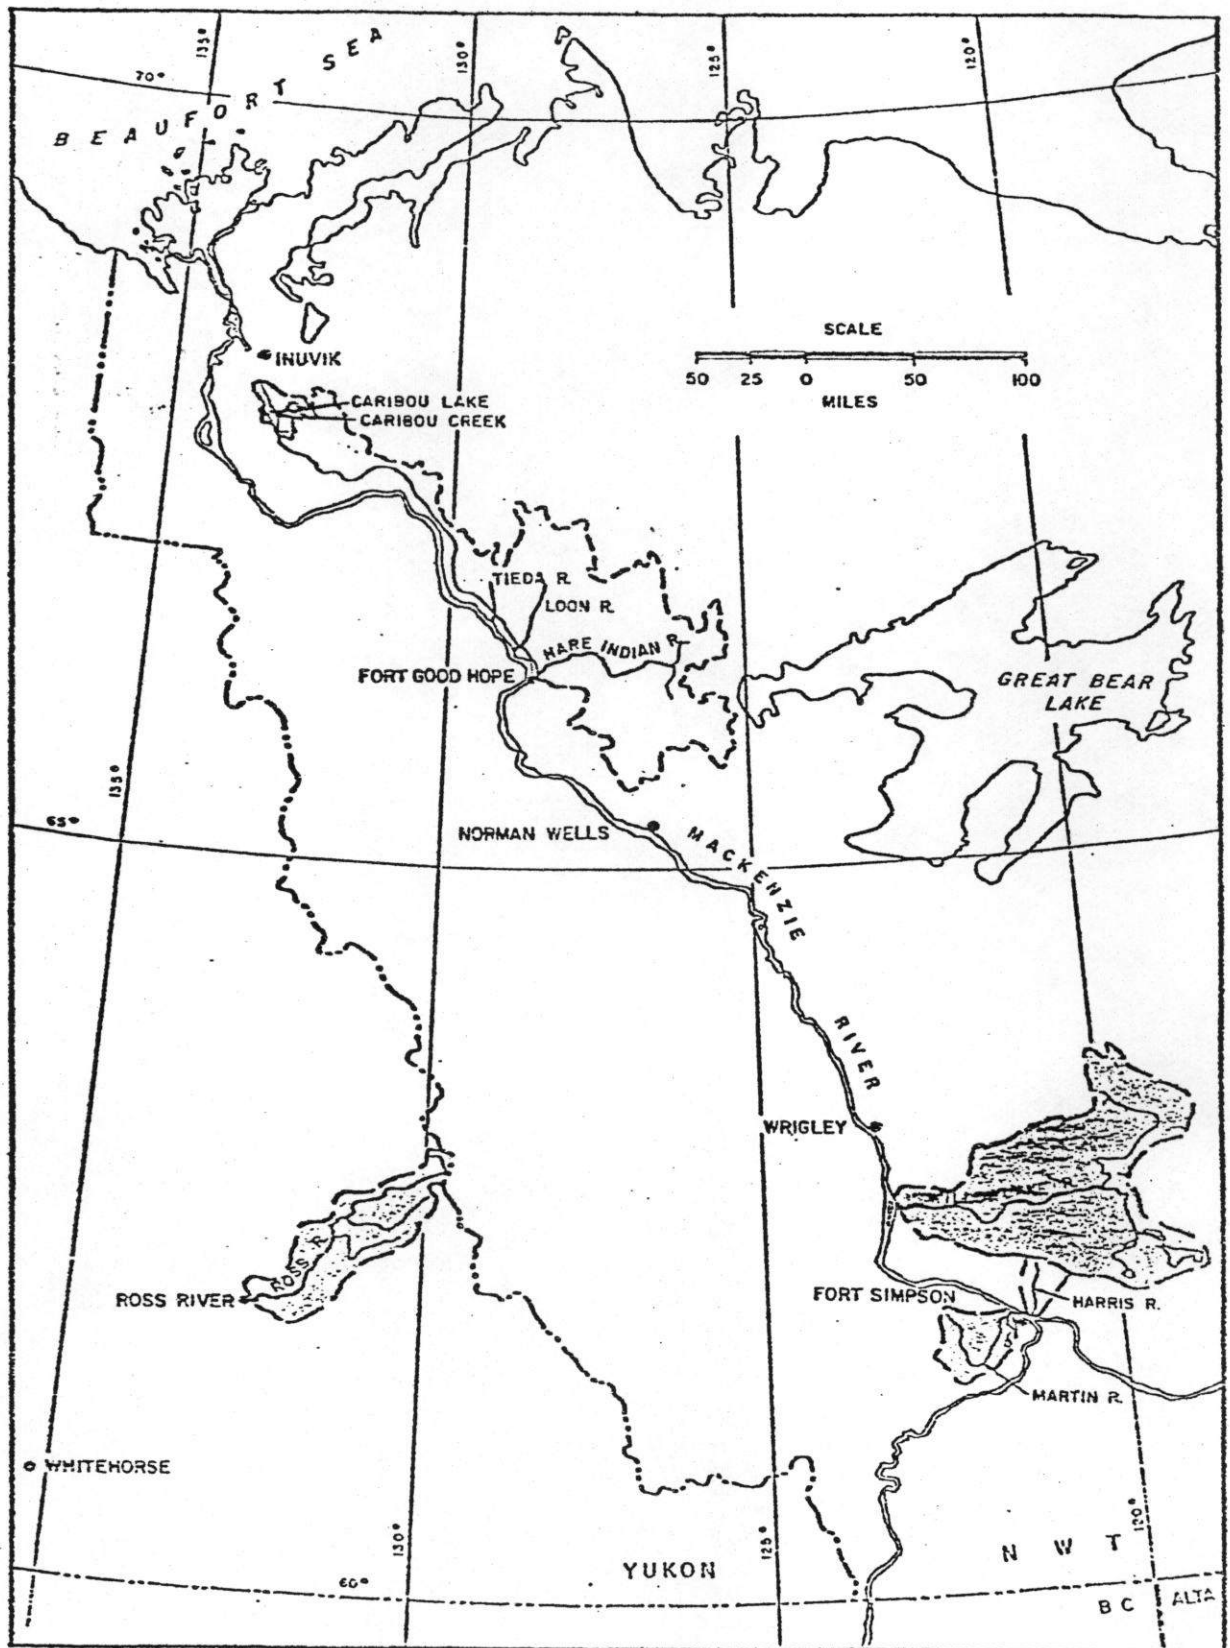 135°
130°
125°
120°
70°
BEAUFORT SEA
SCALE
50 25 0 50 100
MILES
INUVIK
CARIBOU LAKE
CARIBOU CREEK
TIEDA R.
LOON R.
HARE INDIAN R.
FORT GOOD HOPE
GREAT BEAR
LAKE
135°
65°
NORMAN WELLS
MACKENZIE RIVER
WRIGLEY
ROSS R.
ROSS RIVER
FORT SIMPSON
HARRIS R.
MARTIN R.
WHITEHORSE
130°
125°
120°
60°
YUKON
N W T
B C
ALTA